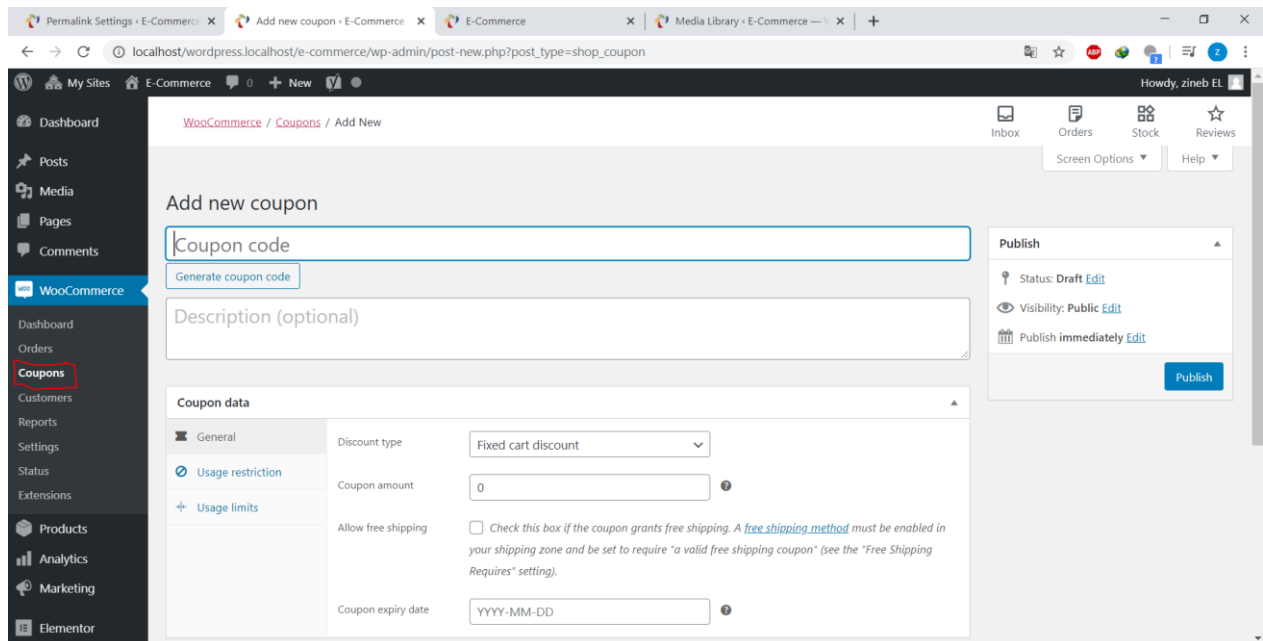 Permalink Settings ‹ E-Commerc
Add new coupon ‹ E-Commerce
E-Commerce
Media Library ‹ E-Commerce —
localhost/wordpress.localhost/e-commerce/wp-admin/post-new.php?post_type=shop_coupon
ABP
?
z
My Sites E-Commerce 0 + New
Howdy, zineb EL
Dashboard
Posts
Media
Pages
Comments
WooCommerce
Dashboard
Orders
Coupons
Customers
Reports
Settings
Status
Extensions
Products
Analytics
Marketing
Elementor
WooCommerce / Coupons / Add New
Inbox
Orders
Stock
Reviews
Screen Options ▼
Help ▼
Add new coupon
Coupon code
Generate coupon code
Description (optional)
Publish
Status: Draft Edit
Visibility: Public Edit
Publish immediately Edit
Publish
Coupon data
General
Usage restriction
Usage limits
Discount type
Fixed cart discount
Coupon amount
0
Allow free shipping
Check this box if the coupon grants free shipping. A free shipping method must be enabled in
your shipping zone and be set to require "a valid free shipping coupon" (see the "Free Shipping
Requires" setting).
Coupon expiry date
YYYY-MM-DD